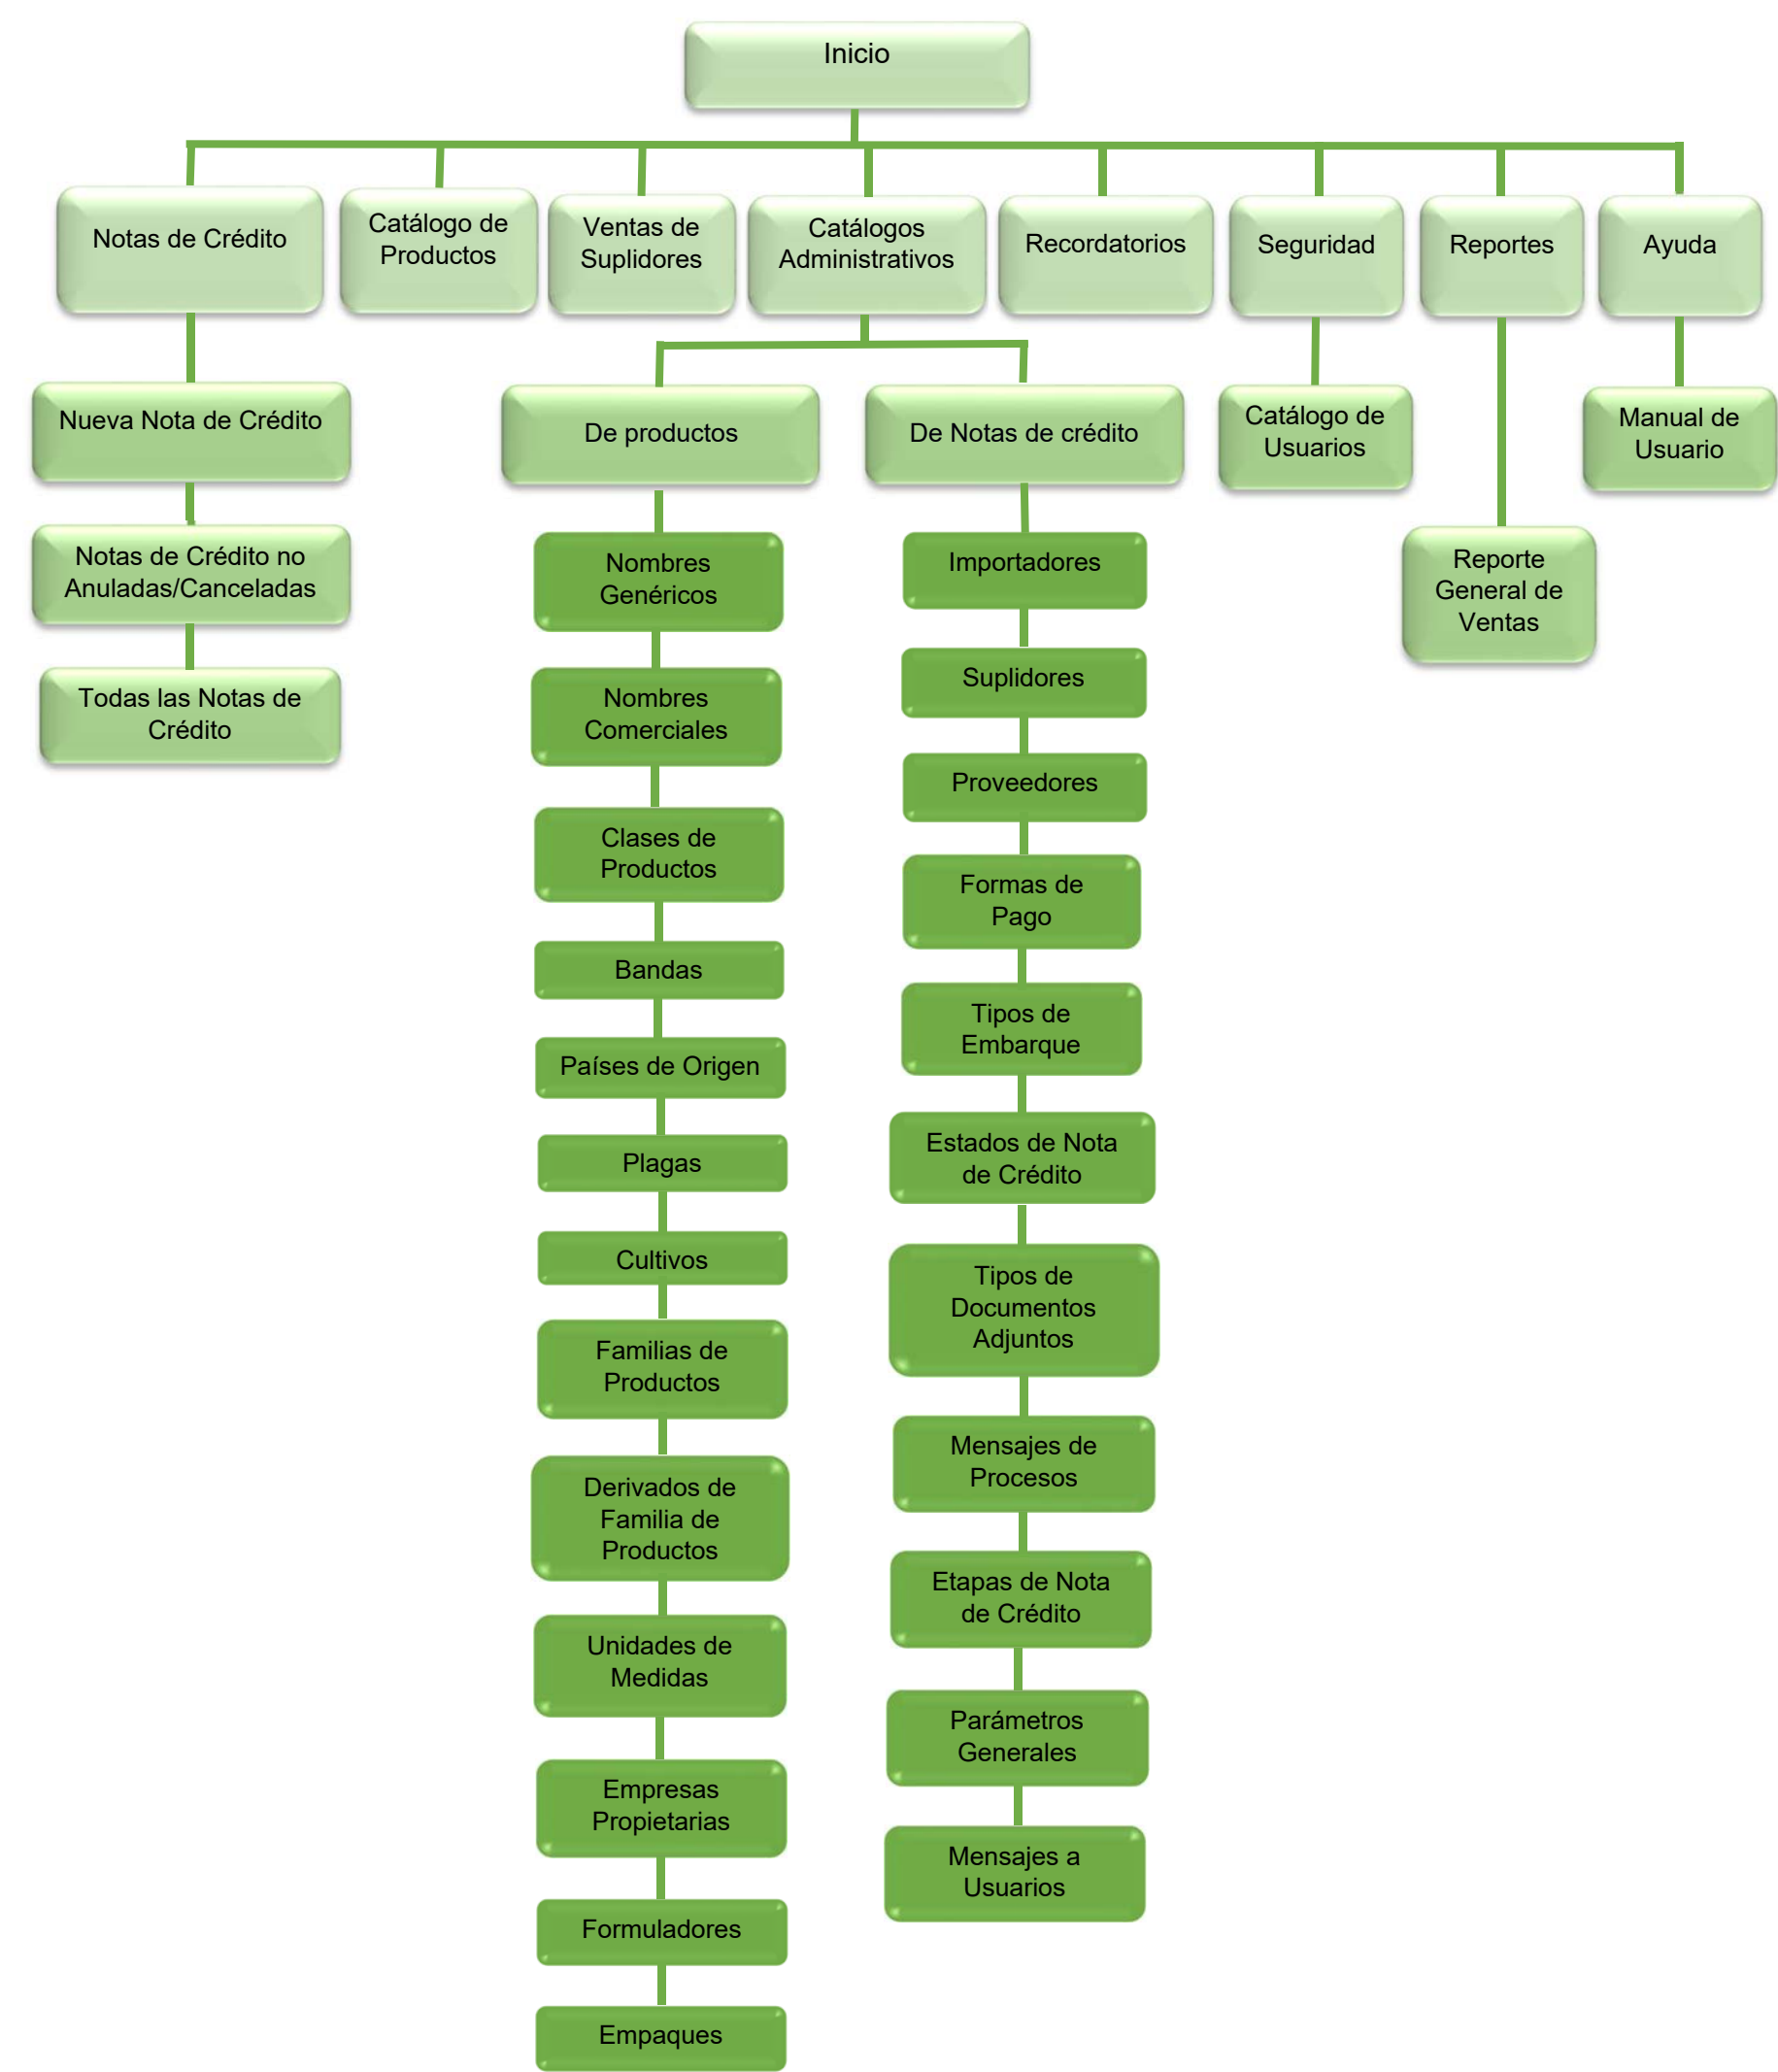 Inicio
Notas de Crédito
Catálogo de
Productos
Ventas de
Suplidores
Catálogos
Administrativos
Recordatorios
Seguridad
Reportes
Ayuda
Nueva Nota de Crédito
Notas de Crédito no
Anuladas/Canceladas
Todas las Notas de
Crédito
De productos
Nombres
Genéricos
Nombres
Comerciales
Clases de
Productos
Bandas
Países de Origen
Plagas
Cultivos
Familias de
Productos
Derivados de
Familia de
Productos
Unidades de
Medidas
Empresas
Propietarias
Formuladores
Empaques
De Notas de crédito
Importadores
Suplidores
Proveedores
Formas de
Pago
Tipos de
Embarque
Estados de Nota
de Crédito
Tipos de
Documentos
Adjuntos
Mensajes de
Procesos
Etapas de Nota
de Crédito
Parámetros
Generales
Mensajes a
Usuarios
Catálogo de
Usuarios
Reporte
General de
Ventas
Manual de
Usuario